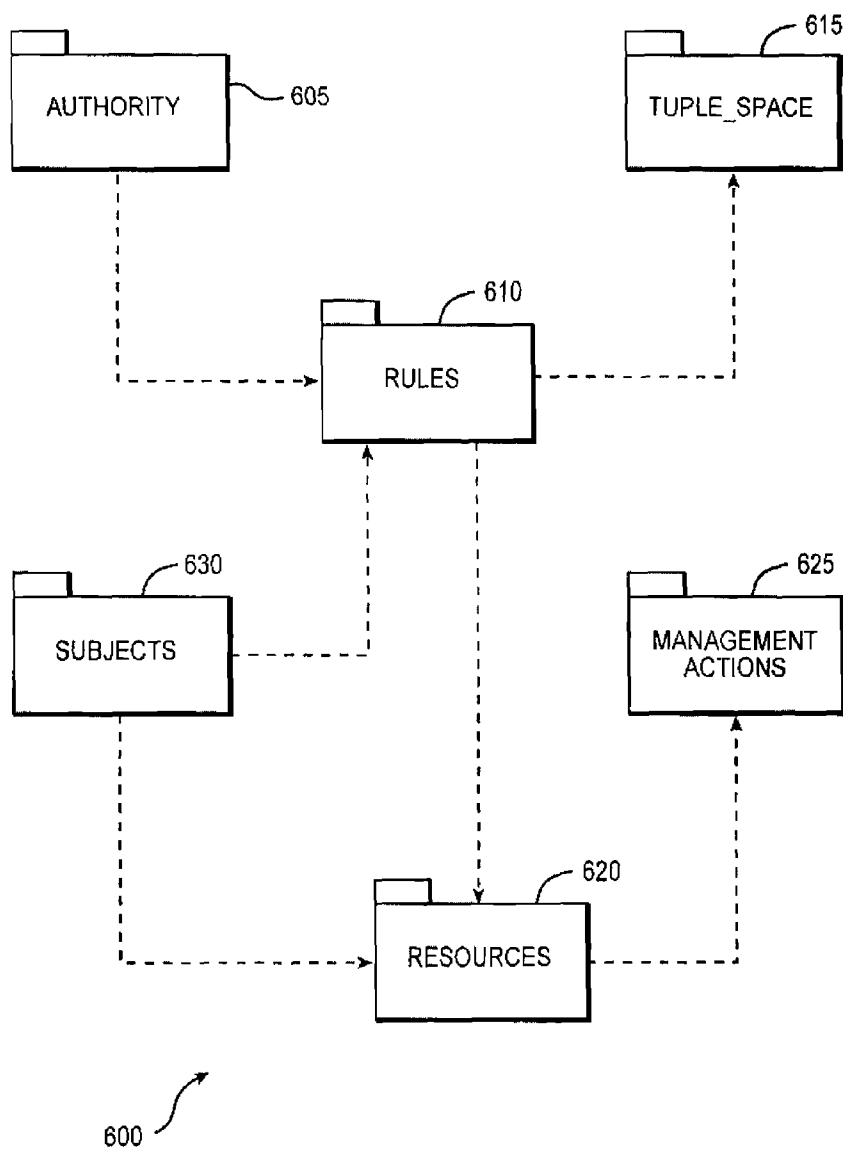 615
AUTHORITY
605
TUPLE_SPACE
610
RULES
630
625
SUBJECTS
MANAGEMENT
ACTIONS
620
RESOURCES
600